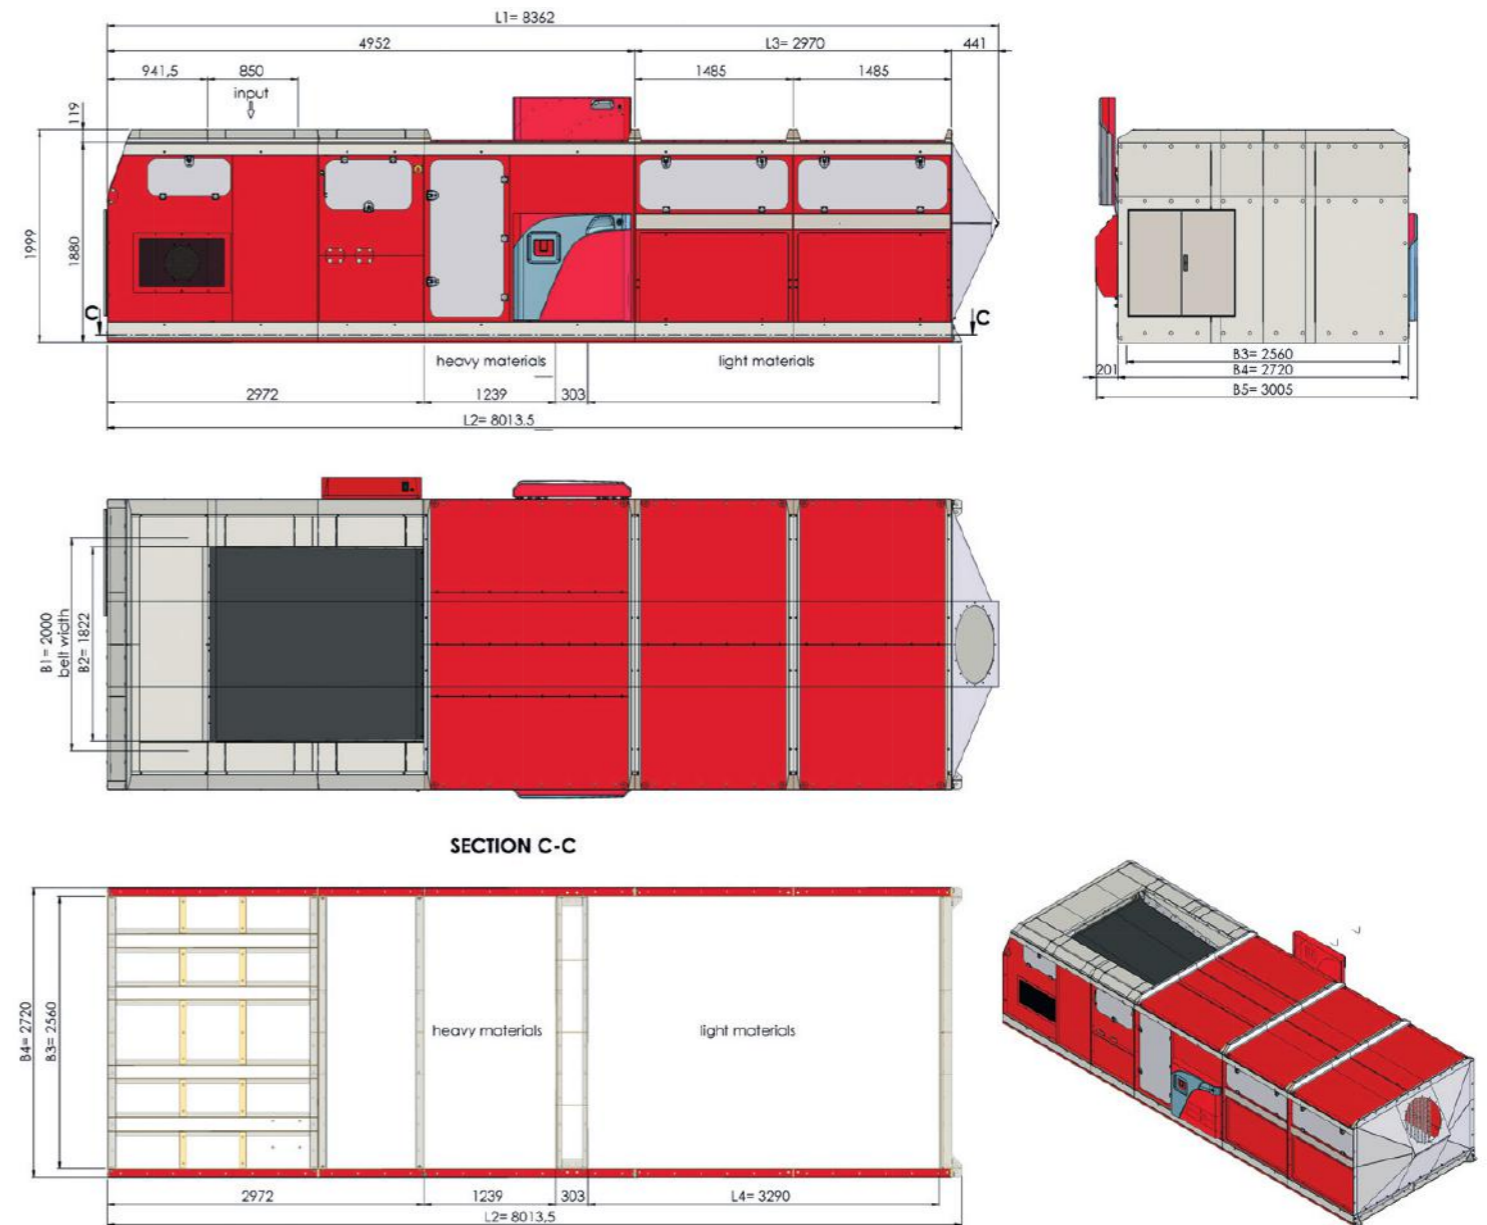 L1= 8362
4952
L3= 2970
441
941,5
850
1485
1485
input
119
1999
1880
C
C
heavy materials
light materials
2972
1239
303
L2= 8013.5
B3= 2560
201
B4= 2720
B5= 3005
B1= 2000
belt width
B2= 1822
SECTION C-C
B4= 2720
B3= 2560
heavy materials
light materials
2972
1239
303
L4= 3290
L2= 8013,5